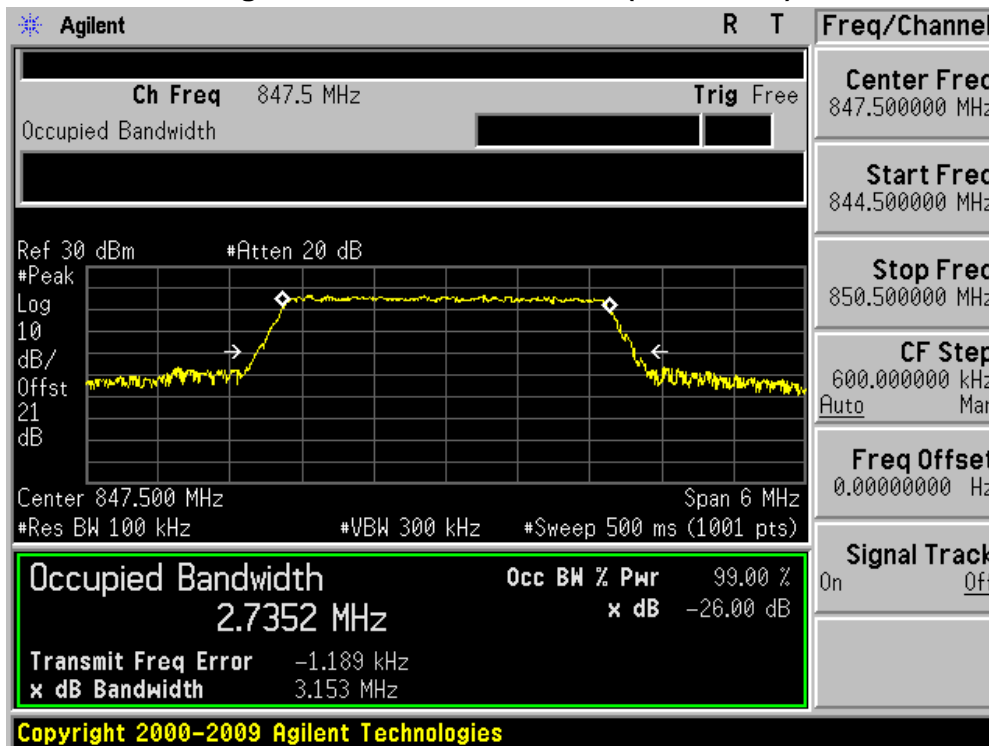 Agilent R T
Ch Freq 847.5 MHz Trig Free
Occupied Bandwidth
Ref 30 dBm #Atten 20 dB
#Peak
Log
10
dB/
Offst
21
dB
Center 847.500 MHz Span 6 MHz
#Res BW 100 kHz #VBW 300 kHz #Sweep 500 ms (1001 pts)
Occupied Bandwidth Occ BW % Pwr 99.00 %
2.7352 MHz x dB -26.00 dB
Transmit Freq Error -1.189 kHz
x dB Bandwidth 3.153 MHz
Copyright 2000-2009 Agilent Technologies
Freq/Channel
Center Freq
847.500000 MHz
Start Freq
844.500000 MHz
Stop Freq
850.500000 MHz
CF Step
600.000000 kHz
Auto Man
Freq Offset
0.00000000 Hz
Signal Track
On Off